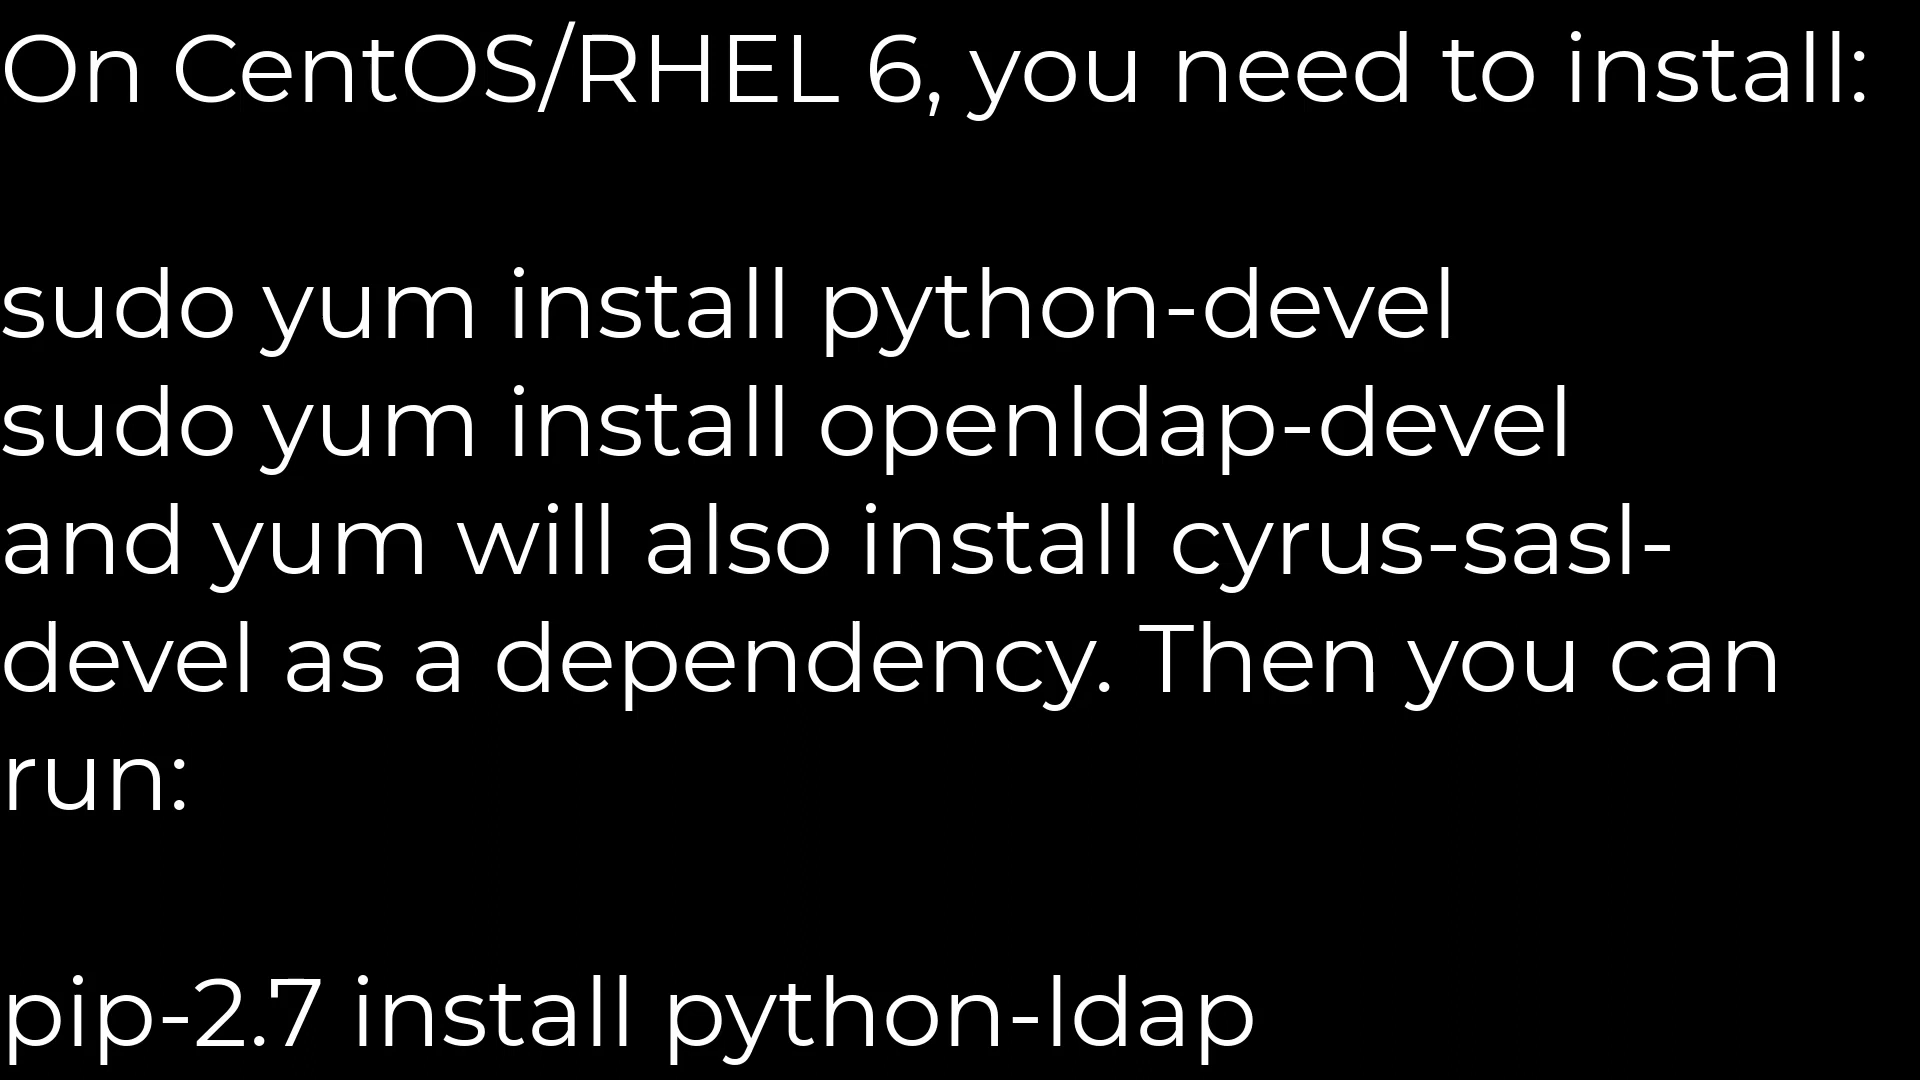 On CentOS/RHEL 6, you need to install:
sudo yum install python-devel
sudo yum install openldap-devel
and yum will also install cyrus-sasl-
devel as a dependency. Then you can
run:
pip-2.7 install python-ldap